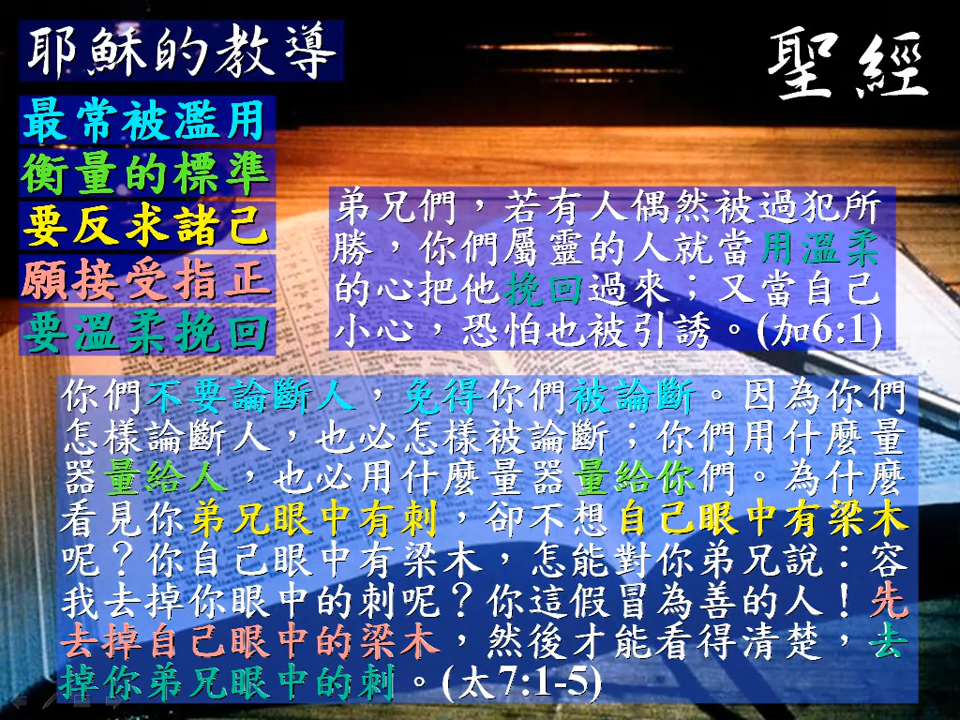 耶穌的教導
聖經
最常被濫用
衡量的標準
要反求諸己
願接受指正
要溫柔挽回
弟兄們，若有人偶然被過犯所
勝，你們屬靈的人就當用溫柔
的心把他挽回過來；又當自己
小心，恐怕也被引誘。(加6:1)
你們不要論斷人，免得你們被論斷。因為你們
怎樣論斷人，也必怎樣被論斷；你們用什麼量
器量給人，也必用什麼量器量給你們。為什麼
看見你弟兄眼中有刺，卻不想自己眼中有梁木
呢？你自己眼中有梁木，怎能對你弟兄說：容
我去掉你眼中的刺呢？你這假冒為善的人！先
去掉自己眼中的梁木，然後才能看得清楚，去
掉你弟兄眼中的刺。(太7:1-5)